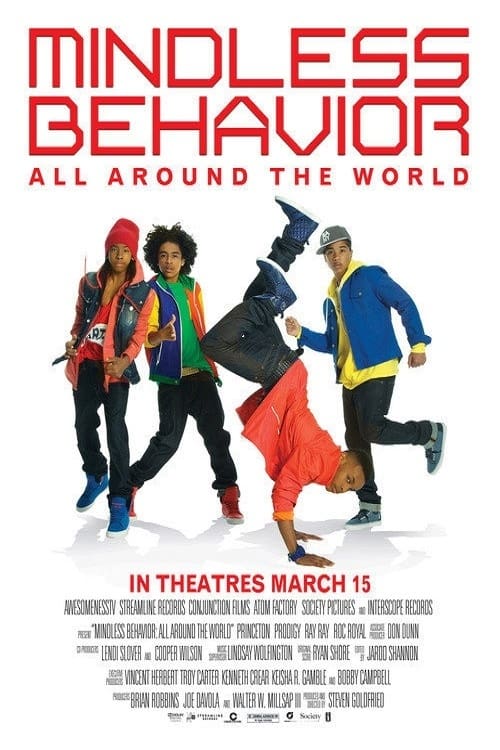 MINDLESS
BEHAVIOR
ALL AROUND THE WORLD
IN THEATRES MARCH 15
AWESOMENESSTV STREAMLINE RECORDS CONJUNCTION FILMS ATOM FACTORY SOCIETY PICTURES AND INTERSCOPE RECORDS
PRESENT "MINDLESS BEHAVIOR: ALL AROUND THE WORLD" PRINCETON PRODIGY RAY RAY ROC ROYAL ASSOCIATE PRODUCER DON DUNN
CO-PRODUCERS LENDI SLOVER AND COOPER WILSON MUSIC SUPERVISOR LINDSAY WOLFINGTON ORIGINAL SCORE RYAN SHORE EDITED BY JAROD SHANNON
EXECUTIVE PRODUCERS VINCENT HERBERT TROY CARTER KENNETH CREAR KEISHA R. GAMBLE AND BOBBY CAMPBELL
PRODUCERS BRIAN ROBBINS JOE DAVOLA AND WALTER W. MILLSAP III PRODUCED AND DIRECTED BY STEVEN GOLDFRIED
STREAMLINE Society